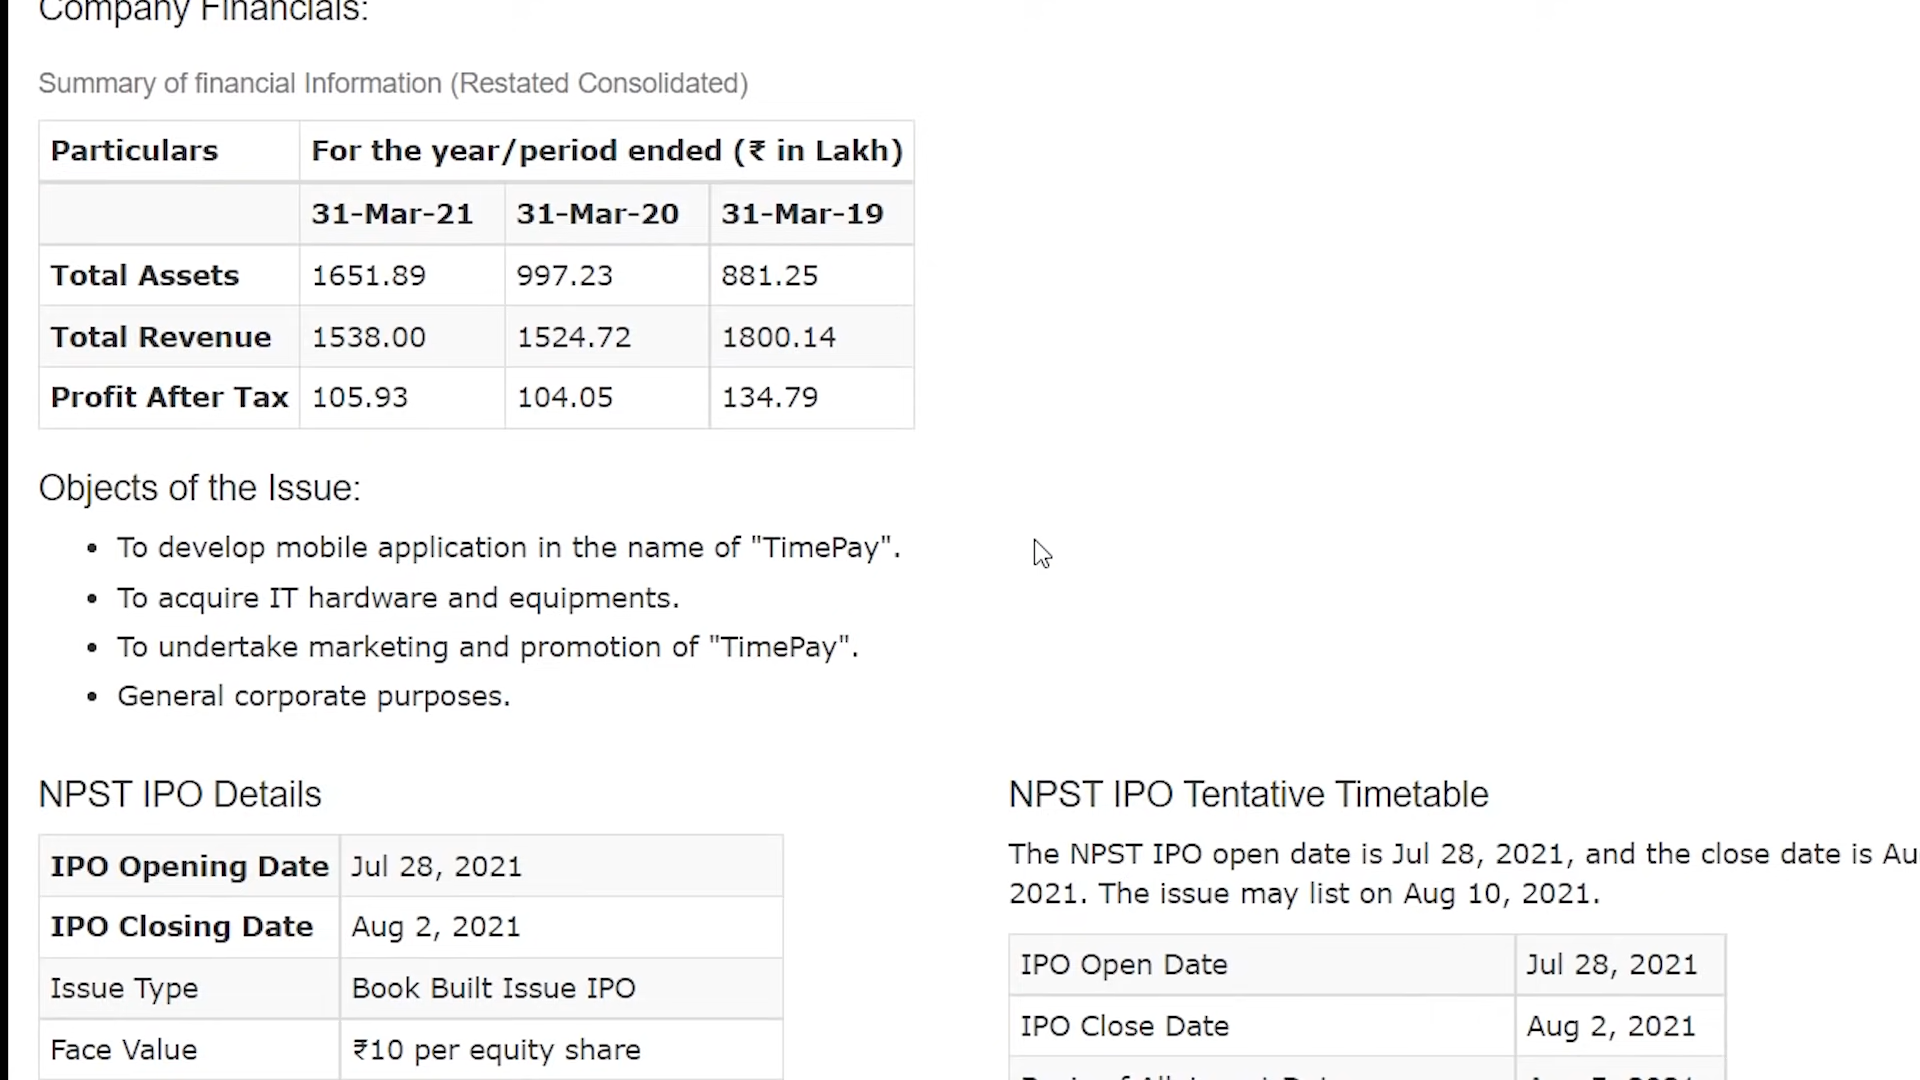 Company Financials:
Summary of financial Information (Restated Consolidated)
Particulars For the year/period ended (₹ in Lakh)
31-Mar-21 31-Mar-20 31-Mar-19
Total Assets 1651.89 997.23 881.25
Total Revenue 1538.00 1524.72 1800.14
Profit After Tax 105.93 104.05 134.79
Objects of the Issue:
• To develop mobile application in the name of "TimePay".
• To acquire IT hardware and equipments.
• To undertake marketing and promotion of "TimePay".
• General corporate purposes.
NPST IPO Details
IPO Opening Date Jul 28, 2021
IPO Closing Date Aug 2, 2021
Issue Type Book Built Issue IPO
Face Value ₹10 per equity share
NPST IPO Tentative Timetable
The NPST IPO open date is Jul 28, 2021, and the close date is Au
2021. The issue may list on Aug 10, 2021.
IPO Open Date Jul 28, 2021
IPO Close Date Aug 2, 2021